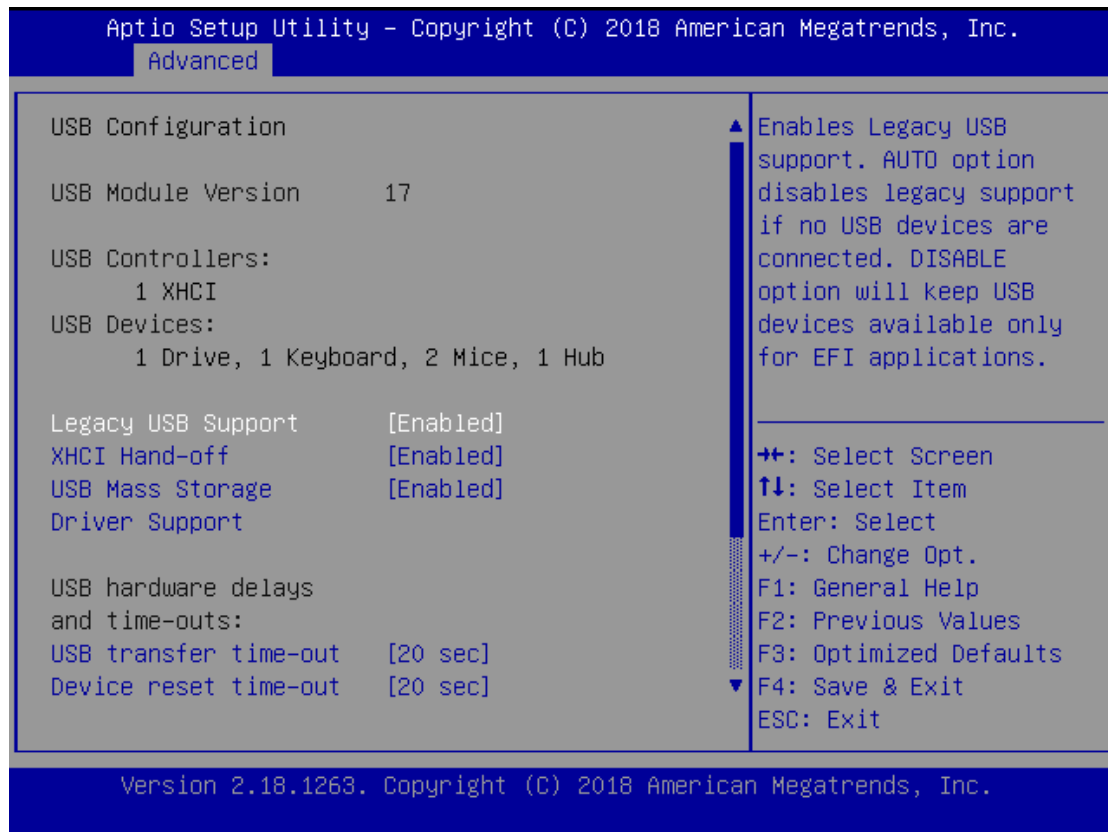 Aptio Setup Utility – Copyright (C) 2018 American Megatrends, Inc.
Advanced
USB Configuration
USB Module Version 17
USB Controllers:
1 XHCI
USB Devices:
1 Drive, 1 Keyboard, 2 Mice, 1 Hub
Legacy USB Support [Enabled]
XHCI Hand-off [Enabled]
USB Mass Storage [Enabled]
Driver Support
USB hardware delays
and time-outs:
USB transfer time-out [20 sec]
Device reset time-out [20 sec]
Enables Legacy USB
support. AUTO option
disables legacy support
if no USB devices are
connected. DISABLE
option will keep USB
devices available only
for EFI applications.
→←: Select Screen
↑↓: Select Item
Enter: Select
+/-: Change Opt.
F1: General Help
F2: Previous Values
F3: Optimized Defaults
F4: Save & Exit
ESC: Exit
Version 2.18.1263. Copyright (C) 2018 American Megatrends, Inc.